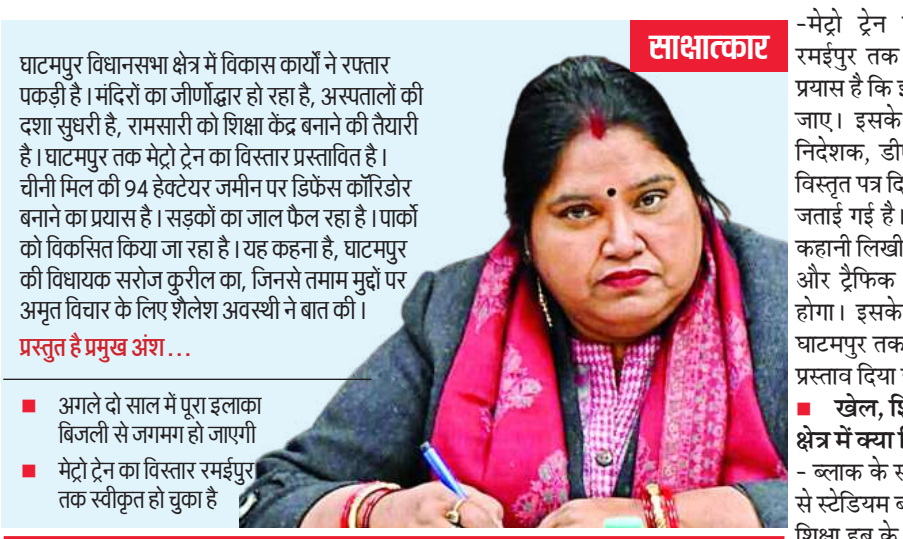 साक्षात्कार
घाटमपुर विधानसभा क्षेत्र में विकास कार्यों ने रफ्तार
पकड़ी है। मंदिरों का जीर्णोद्धार हो रहा है, अस्पतालों की
दशा सुधरी है, रामसारी को शिक्षा केंद्र बनाने की तैयारी
है। घाटमपुर तक मेट्रो ट्रेन का विस्तार प्रस्तावित है।
चीनी मिल की 94 हेक्टेयर जमीन पर डिफेंस कॉरिडोर
बनाने का प्रयास है। सड़कों का जाल फैल रहा है। पार्कों
को विकसित किया जा रहा है। यह कहना है, घाटमपुर
की विधायक सरोज कुरील का, जिनसे तमाम मुद्दों पर
अमृत विचार के लिए शैलेश अवस्थी ने बात की।
प्रस्तुत है प्रमुख अंश...
■ अगले दो साल में पूरा इलाका
बिजली से जगमग हो जाएगी
■ मेट्रो ट्रेन का विस्तार रमईपुर
तक स्वीकृत हो चुका है
-मेट्रो ट्रेन
रमईपुर तक
प्रयास है कि
जाए। इसके
निदेशक,
विस्तृत पत्र
जताई गई है।
कहानी लिखी
और ट्रैफिक
होगा। इसके
घाटमपुर तक
प्रस्ताव दिया
■ खेल,
क्षेत्र में क्या
- ब्लाक के
से स्टेडियम
शिक्षा हब के